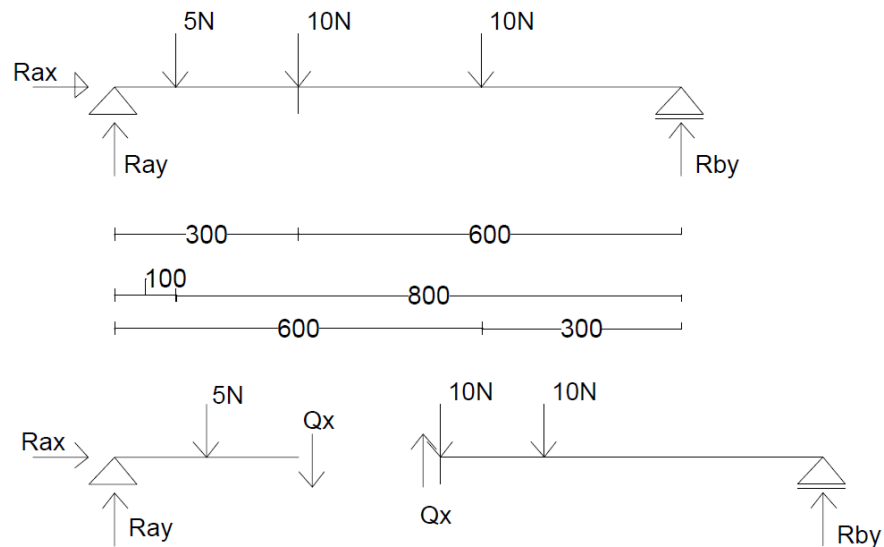 5N 10N 10N
Rax
Ray Rby
300 600
100 800
600 300
5N Qx 10N 10N
Rax
Ray Qx Rby